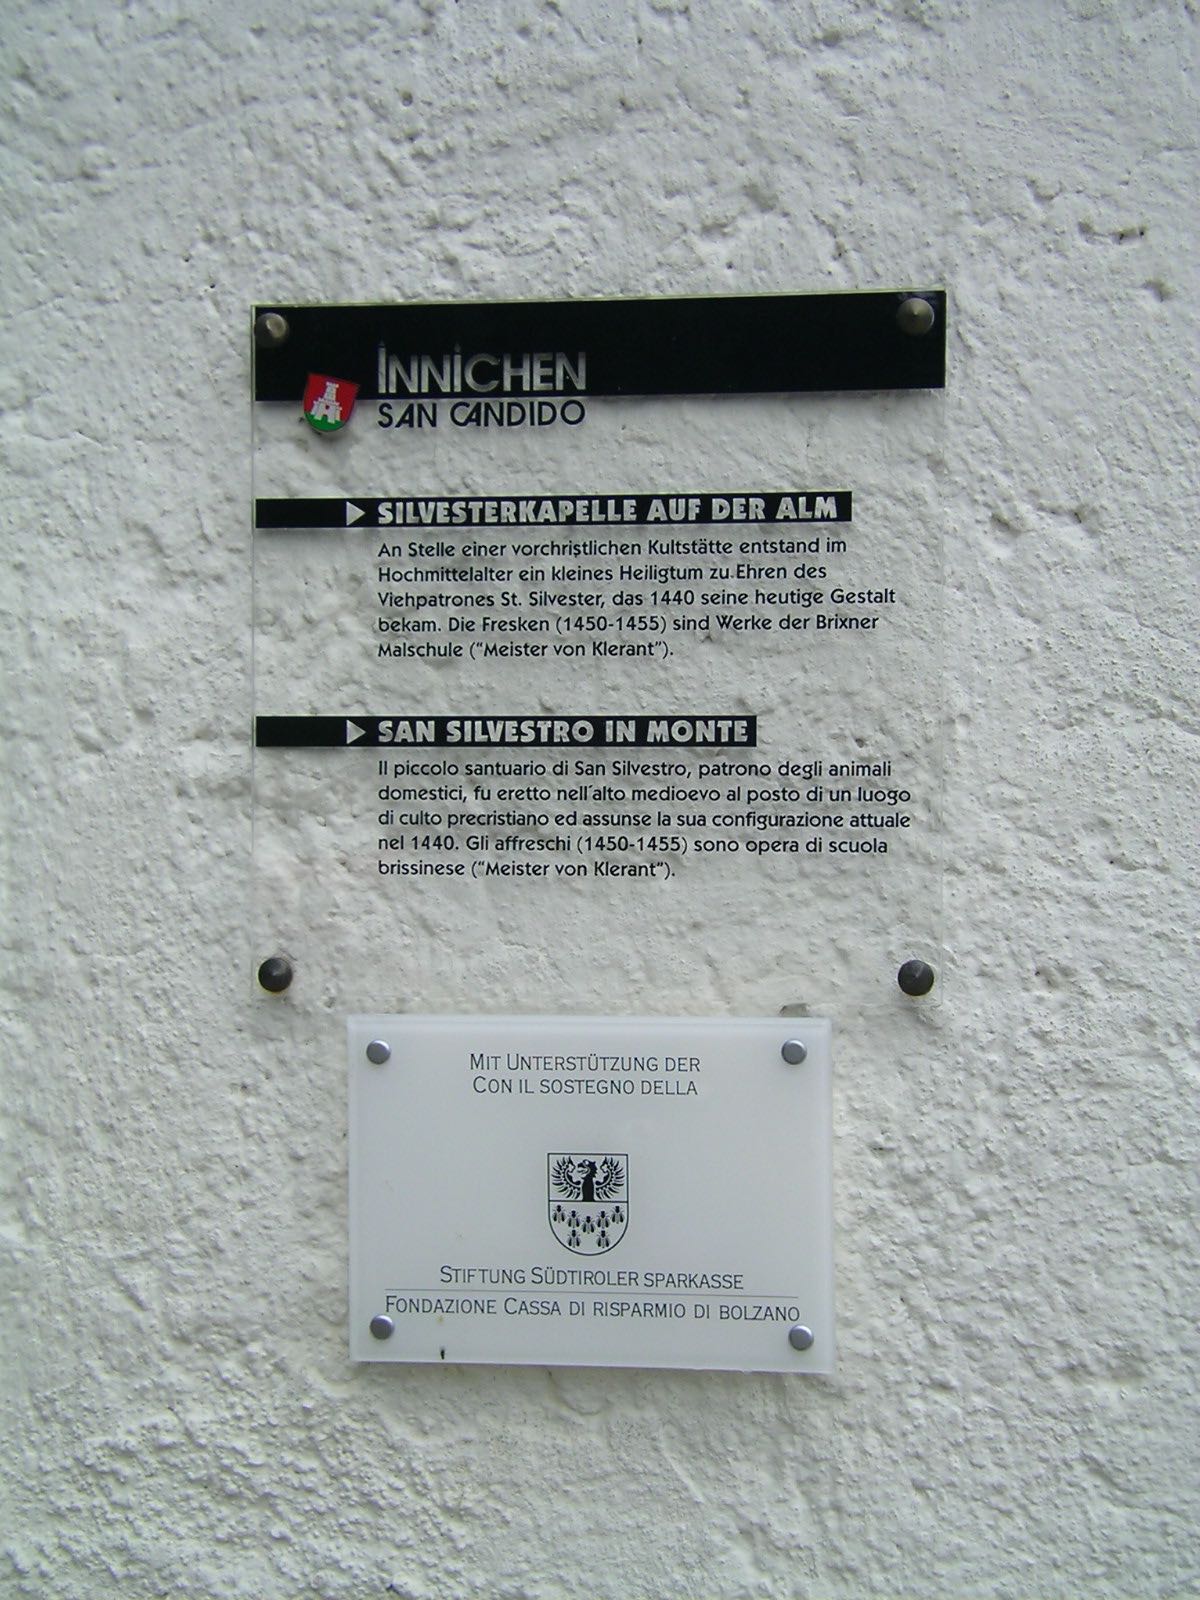 INNICHEN
SAN CANDIDO
SILVESTERKAPELLE AUF DER ALM
An Stelle einer vorchristlichen Kultstätte entstand im
Hochmittelalter ein kleines Heiligtum zu Ehren des
Viehpatrones St. Silvester, das 1440 seine heutige Gestalt
bekam. Die Fresken (1450-1455) sind Werke der Brixner
Malschule (“Meister von Klerant”).
SAN SILVESTRO IN MONTE
Il piccolo santuario di San Silvestro, patrono degli animali
domestici, fu eretto nell´alto medioevo al posto di un luogo
di culto precristiano ed assunse la sua configurazione attuale
nel 1440. Gli affreschi (1450-1455) sono opera di scuola
brissinese (“Meister von Klerant”).
MIT UNTERSTÜTZUNG DER
CON IL SOSTEGNO DELLA
STIFTUNG SÜDTIROLER SPARKASSE
FONDAZIONE CASSA DI RISPARMIO DI BOLZANO